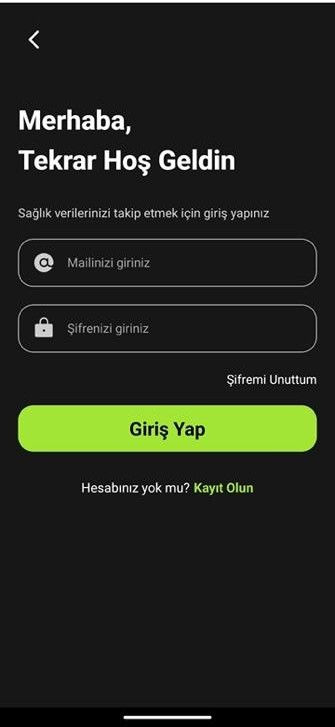 Merhaba,
Tekrar Hoş Geldin
Sağlık verilerinizi takip etmek için giriş yapınız
Mailinizi giriniz
Şifrenizi giriniz
Şifremi Unuttum
Giriş Yap
Hesabınız yok mu? Kayıt Olun